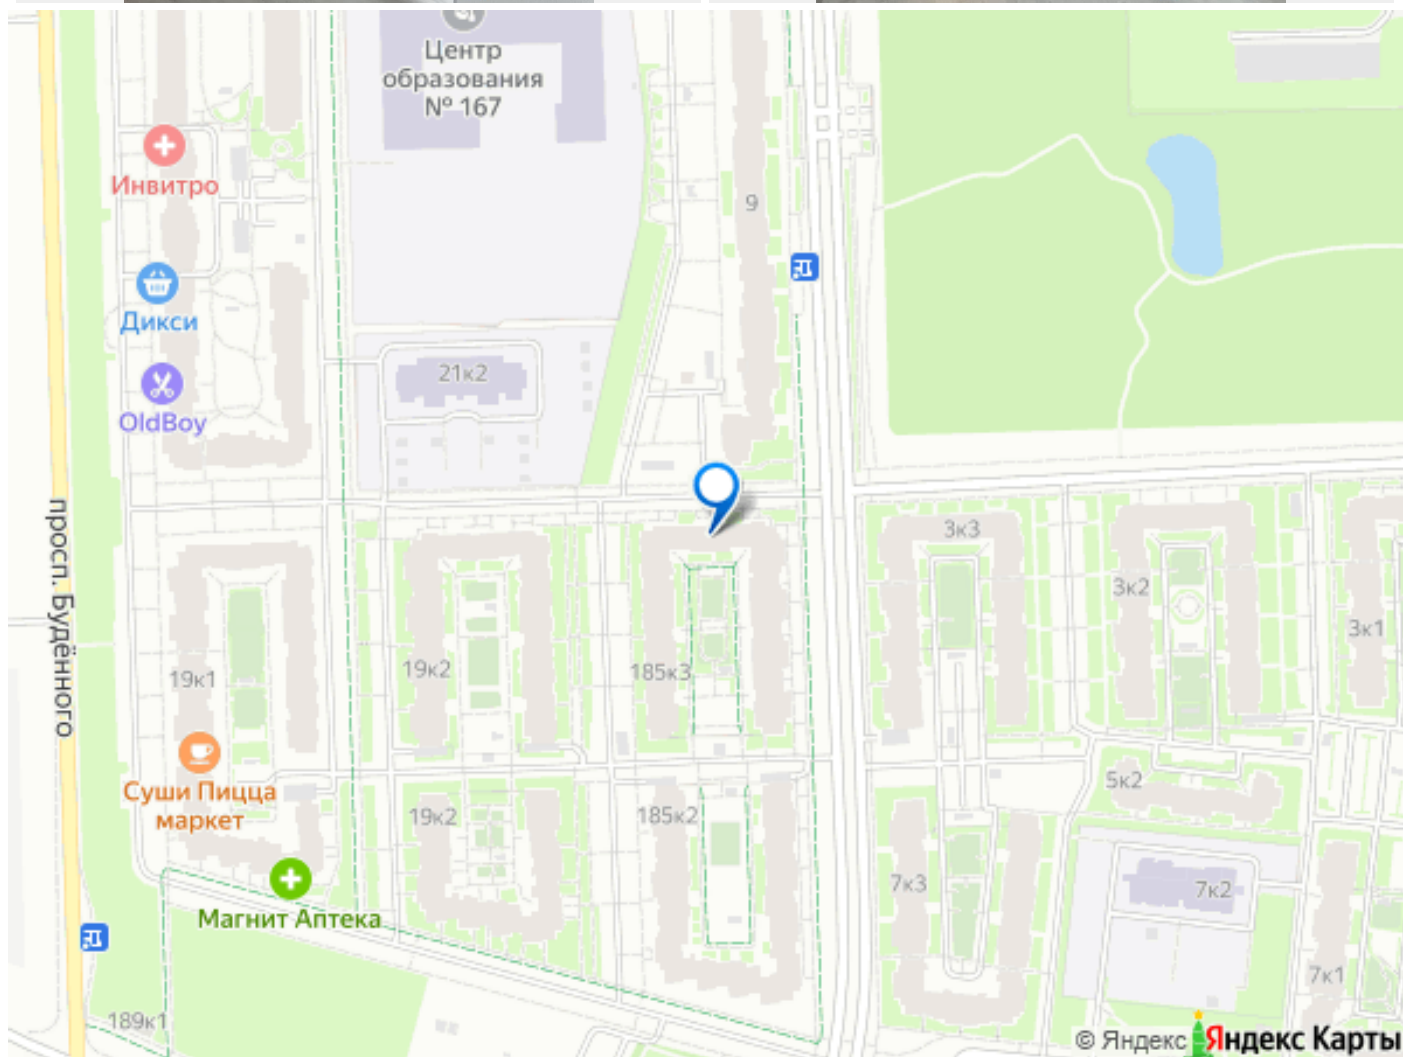 Центр
образования
№ 167
Инвитро
9
Дикси
21к2
OldBoy
просп. Будённого
3к3
3к2
3к1
19к1
19к2
185к3
Суши Пицца
маркет
19к2
185к2
5к2
7к3
7к2
Магнит Аптека
7к1
189к1
© Яндекс Яндекс Карты